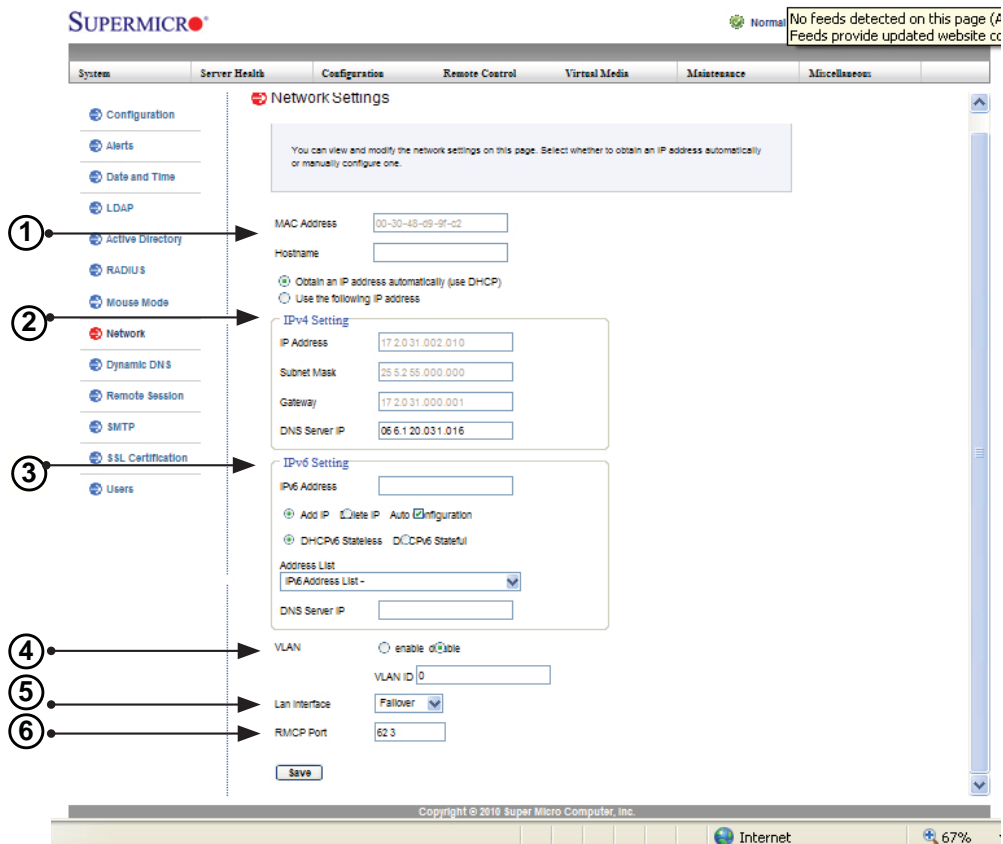 SUPERMICR
Normal
No feeds detected on this page (A
Feeds provide updated website co
System Server Health Configuration Remote Control Virtual Media Maintenance Miscellaneous
Configuration
Alerts
Date and Time
LDAP
Active Directory
RADIUS
Mouse Mode
Network
Dynamic DNS
Remote Session
SMTP
SSL Certification
Users
Network Settings
You can view and modify the network settings on this page. Select whether to obtain an IP address automatically
or manually configure one.
1
MAC Address 00-30-48-d9-9f-c2
Hostname
Obtain an IP address automatically (use DHCP)
Use the following IP address
2
IPv4 Setting
IP Address 172.031.002.010
Subnet Mask 255.255.000.000
Gateway 172.031.000.001
DNS Server IP 066.120.031.016
3
IPv6 Setting
IPv6 Address
Add IP lete IP Auto nfiguration
DHCPv6 Stateless D CPv6 Stateful
Address List
IPv6 Address List -
DNS Server IP
4
VLAN enable d ble
VLAN ID 0
5
Lan Interface Failover
6
RMCP Port 623
Save
Copyright © 2010 Super Micro Computer, Inc.
Internet 67%